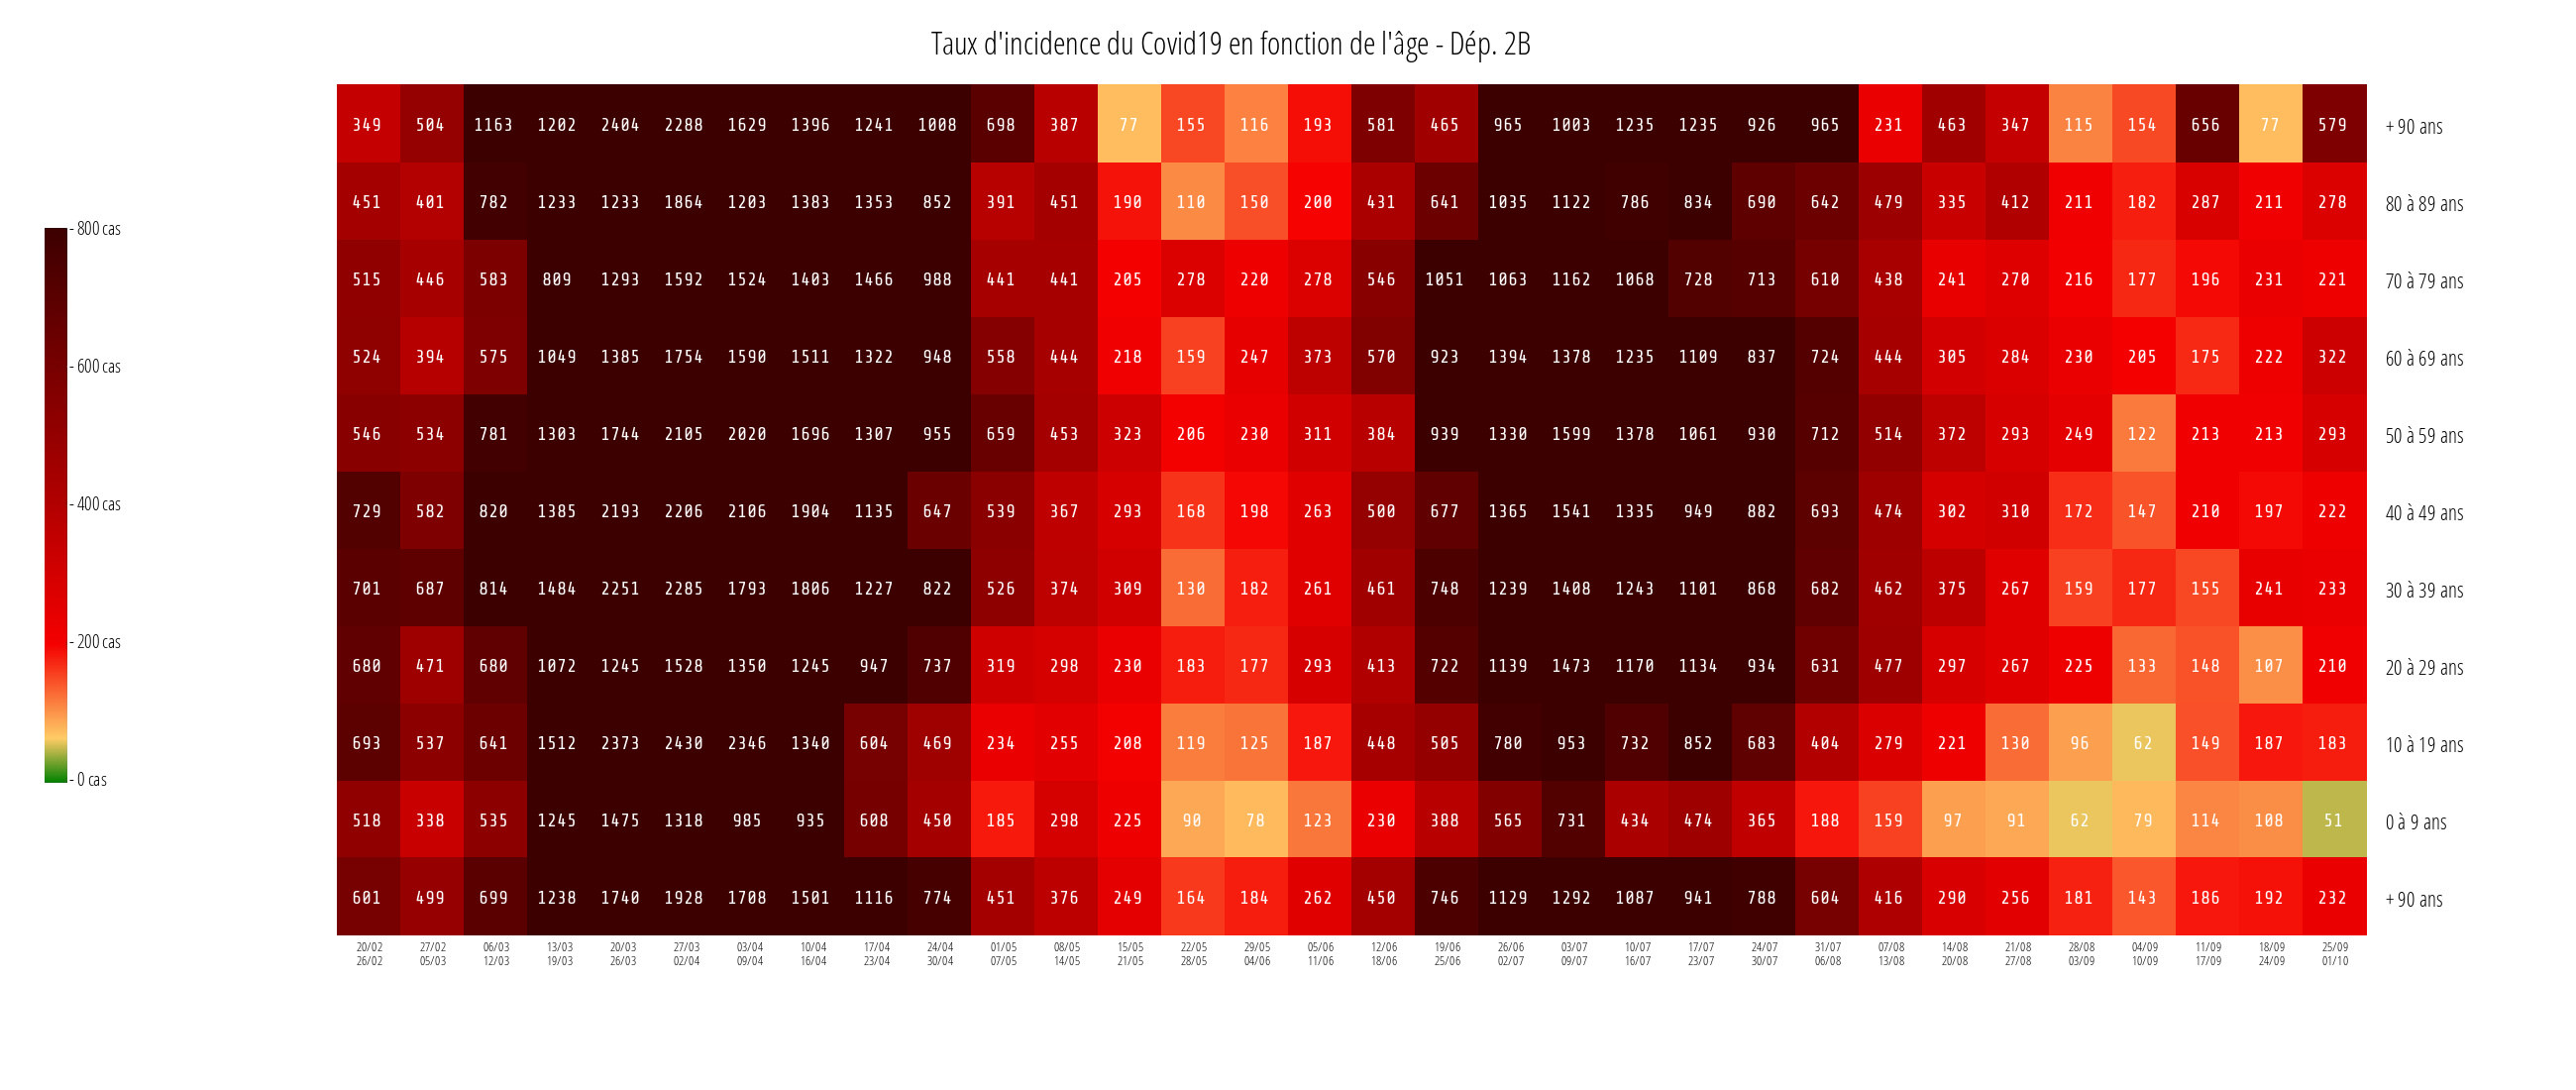 Taux d'incidence du Covid19 en fonction de l'âge - Dép. 2B
349 504 1163 1202 2404 2288 1629 1396 1241 1008 698 387 77 155 116 193 581 465 965 1003 1235 1235 926 965 231 463 347 115 154 656 77 579 + 90 ans
451 401 782 1233 1233 1864 1203 1383 1353 852 391 451 190 110 150 200 431 641 1035 1122 786 834 690 642 479 335 412 211 182 287 211 278 80 à 89 ans
- 800 cas
515 446 583 809 1293 1592 1524 1403 1466 988 441 441 205 278 220 278 546 1051 1063 1162 1068 728 713 610 438 241 270 216 177 196 231 221 70 à 79 ans
524 394 575 1049 1385 1754 1590 1511 1322 948 558 444 218 159 247 373 570 923 1394 1378 1235 1109 837 724 444 305 284 230 205 175 222 322 60 à 69 ans
- 600 cas
546 534 781 1303 1744 2105 2020 1696 1307 955 659 453 323 206 230 311 384 939 1330 1599 1378 1061 930 712 514 372 293 249 122 213 213 293 50 à 59 ans
- 400 cas
729 582 820 1385 2193 2206 2106 1904 1135 647 539 367 293 168 198 263 500 677 1365 1541 1335 949 882 693 474 302 310 172 147 210 197 222 40 à 49 ans
701 687 814 1484 2251 2285 1793 1806 1227 822 526 374 309 130 182 261 461 748 1239 1408 1243 1101 868 682 462 375 267 159 177 155 241 233 30 à 39 ans
- 200 cas
680 471 680 1072 1245 1528 1350 1245 947 737 319 298 230 183 177 293 413 722 1139 1473 1170 1134 934 631 477 297 267 225 133 148 107 210 20 à 29 ans
693 537 641 1512 2373 2430 2346 1340 604 469 234 255 208 119 125 187 448 505 780 953 732 852 683 404 279 221 130 96 62 149 187 183 10 à 19 ans
- 0 cas
518 338 535 1245 1475 1318 985 935 608 450 185 298 225 90 78 123 230 388 565 731 434 474 365 188 159 97 91 62 79 114 108 51 0 à 9 ans
601 499 699 1238 1740 1928 1708 1501 1116 774 451 376 249 164 184 262 450 746 1129 1292 1087 941 788 604 416 290 256 181 143 186 192 232 + 90 ans
20/02 27/02 06/03 13/03 20/03 27/03 03/04 10/04 17/04 24/04 01/05 08/05 15/05 22/05 29/05 05/06 12/06 19/06 26/06 03/07 10/07 17/07 24/07 31/07 07/08 14/08 21/08 28/08 04/09 11/09 18/09 25/09
26/02 05/03 12/03 19/03 26/03 02/04 09/04 16/04 23/04 30/04 07/05 14/05 21/05 28/05 04/06 11/06 18/06 25/06 02/07 09/07 16/07 23/07 30/07 06/08 13/08 20/08 27/08 03/09 10/09 17/09 24/09 01/10